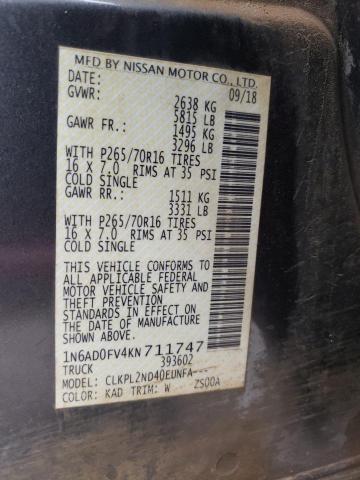 MFD BY NISSAN MOTOR CO., LTD.
DATE: 09/18
GVWR: 2638 KG
5815 LB
GAWR FR.: 1495 KG
3296 LB
WITH P265/70R16 TIRES
16 X 7.0 RIMS AT 35 PSI
COLD SINGLE
GAWR RR.: 1511 KG
3331 LB
WITH P265/70R16 TIRES
16 X 7.0 RIMS AT 35 PSI
COLD SINGLE
THIS VEHICLE CONFORMS TO
ALL APPLICABLE FEDERAL
MOTOR VEHICLE SAFETY AND
THEFT PREVENTION
STANDARDS IN EFFECT ON
THE DATE OF MANUFACTURE
SHOWN ABOVE.
1N6AD0FV4KN711747
TRUCK 393602
MODEL: CLKPL2ND40EUNFA---
COLOR: KAD TRIM: W ZS00A